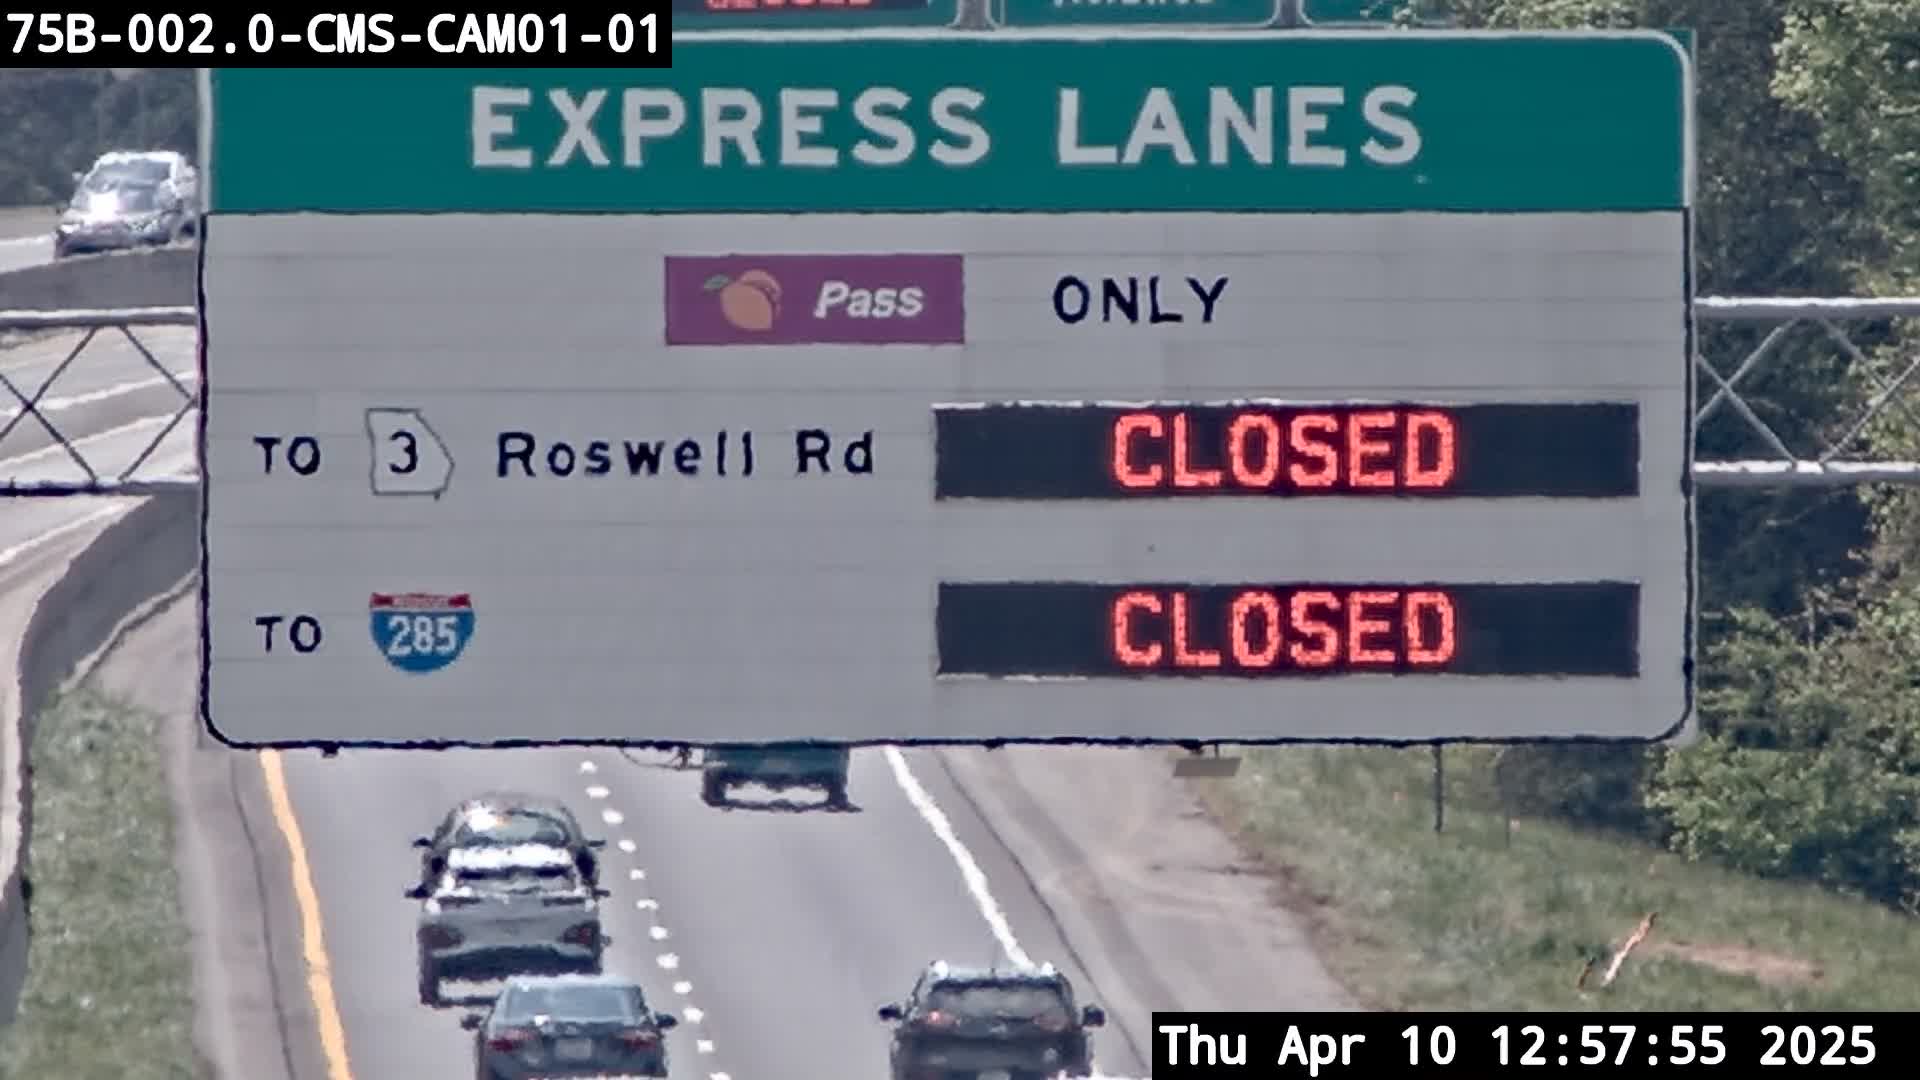 75B-002.0-CMS-CAM01-01
EXPRESS LANES
Pass ONLY
TO 3 Roswell Rd CLOSED
TO 285 CLOSED
Thu Apr 10 12:57:55 2025